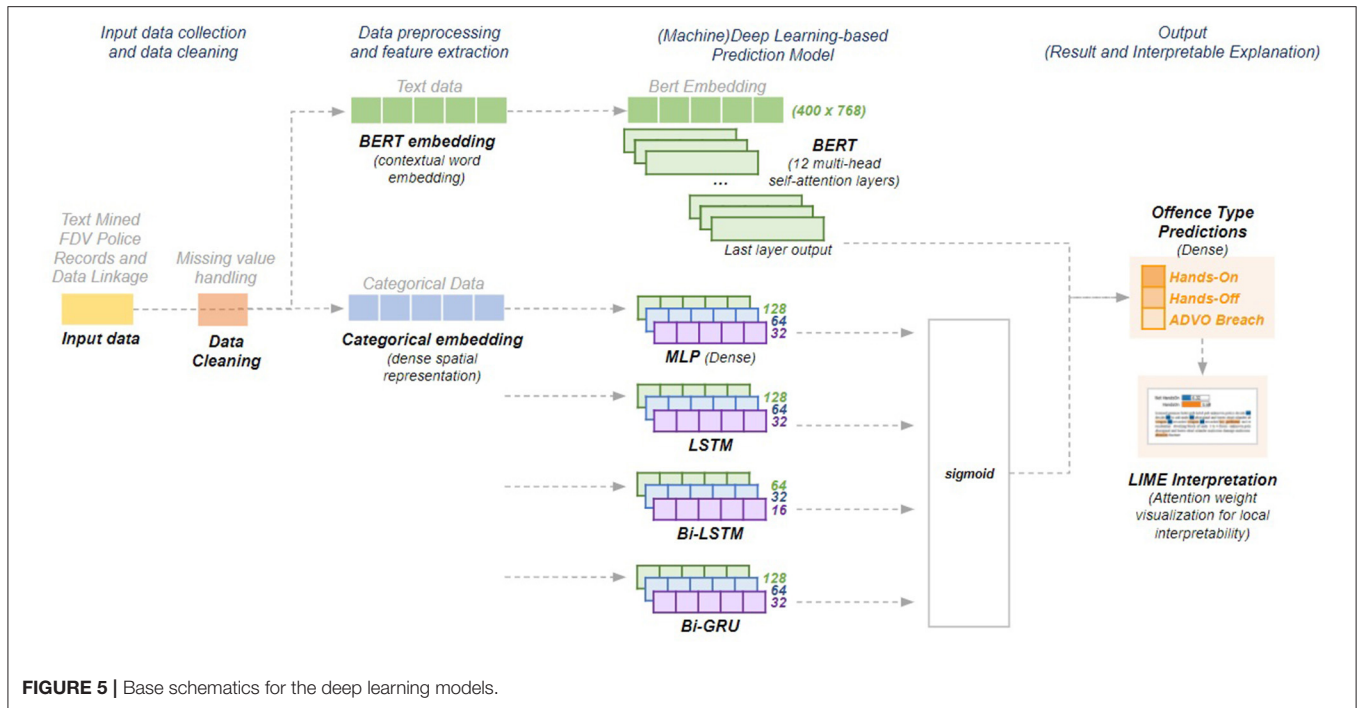 Input data collection
and data cleaning
Data preprocessing
and feature extraction
(Machine)Deep Learning-based
Prediction Model
Output
(Result and Interpretable Explanation)
Text data
BERT embedding
(contextual word
embedding)
Bert Embedding
(400 x 768)
BERT
(12 multi-head
self-attention layers)
...
Last layer output
Text Mined
FDV Police
Records and
Data Linkage
Input data
Missing value
handling
Data
Cleaning
Categorical Data
Categorical embedding
(dense spatial
representation)
128
64
32
MLP (Dense)
128
64
32
LSTM
64
32
16
Bi-LSTM
128
64
32
Bi-GRU
sigmoid
Offence Type
Predictions
(Dense)
Hands-On
Hands-Off
ADVO Breach
LIME Interpretation
(Attention weight
visualization for local
interpretability)
FIGURE 5 | Base schematics for the deep learning models.